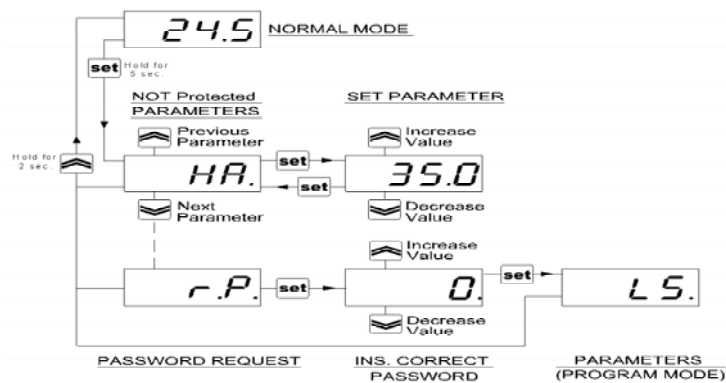 24.5 NORMAL MODE
set Hold for
5 sec.
NOT Protected
PARAMETERS
SET PARAMETER
Previous
Parameter
Increase
Value
Hold for
2 sec.
HA.
set
set
35.0
Next
Parameter
Decrease
Value
Increase
Value
r.P.
set
0.
set
LS.
Decrease
Value
PASSWORD REQUEST
INS. CORRECT
PASSWORD
PARAMETERS
(PROGRAM MODE)